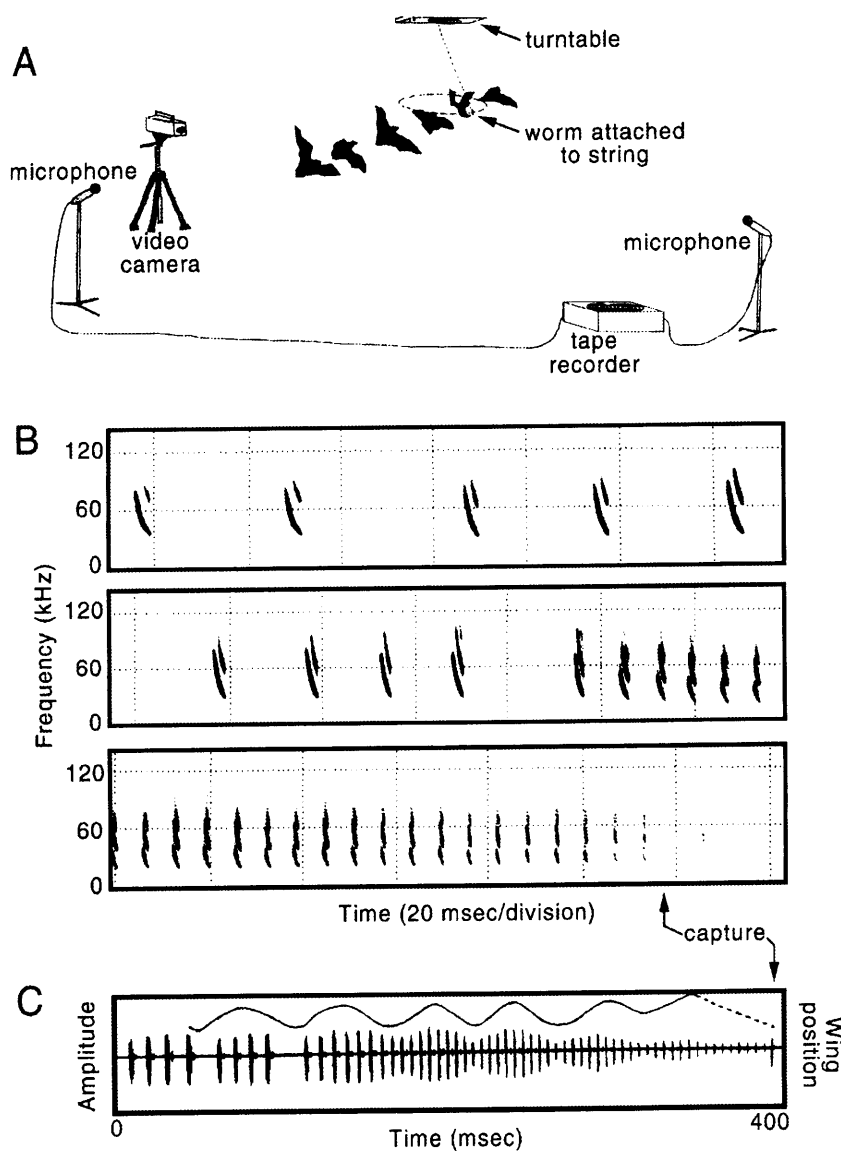 A
turntable
worm attached
to string
microphone
video
camera
microphone
tape
recorder
B
Frequency (kHz)
120
60
0
120
60
0
120
60
0
Time (20 msec/division)
capture
C
Amplitude
Wing
position
0
400
Time (msec)